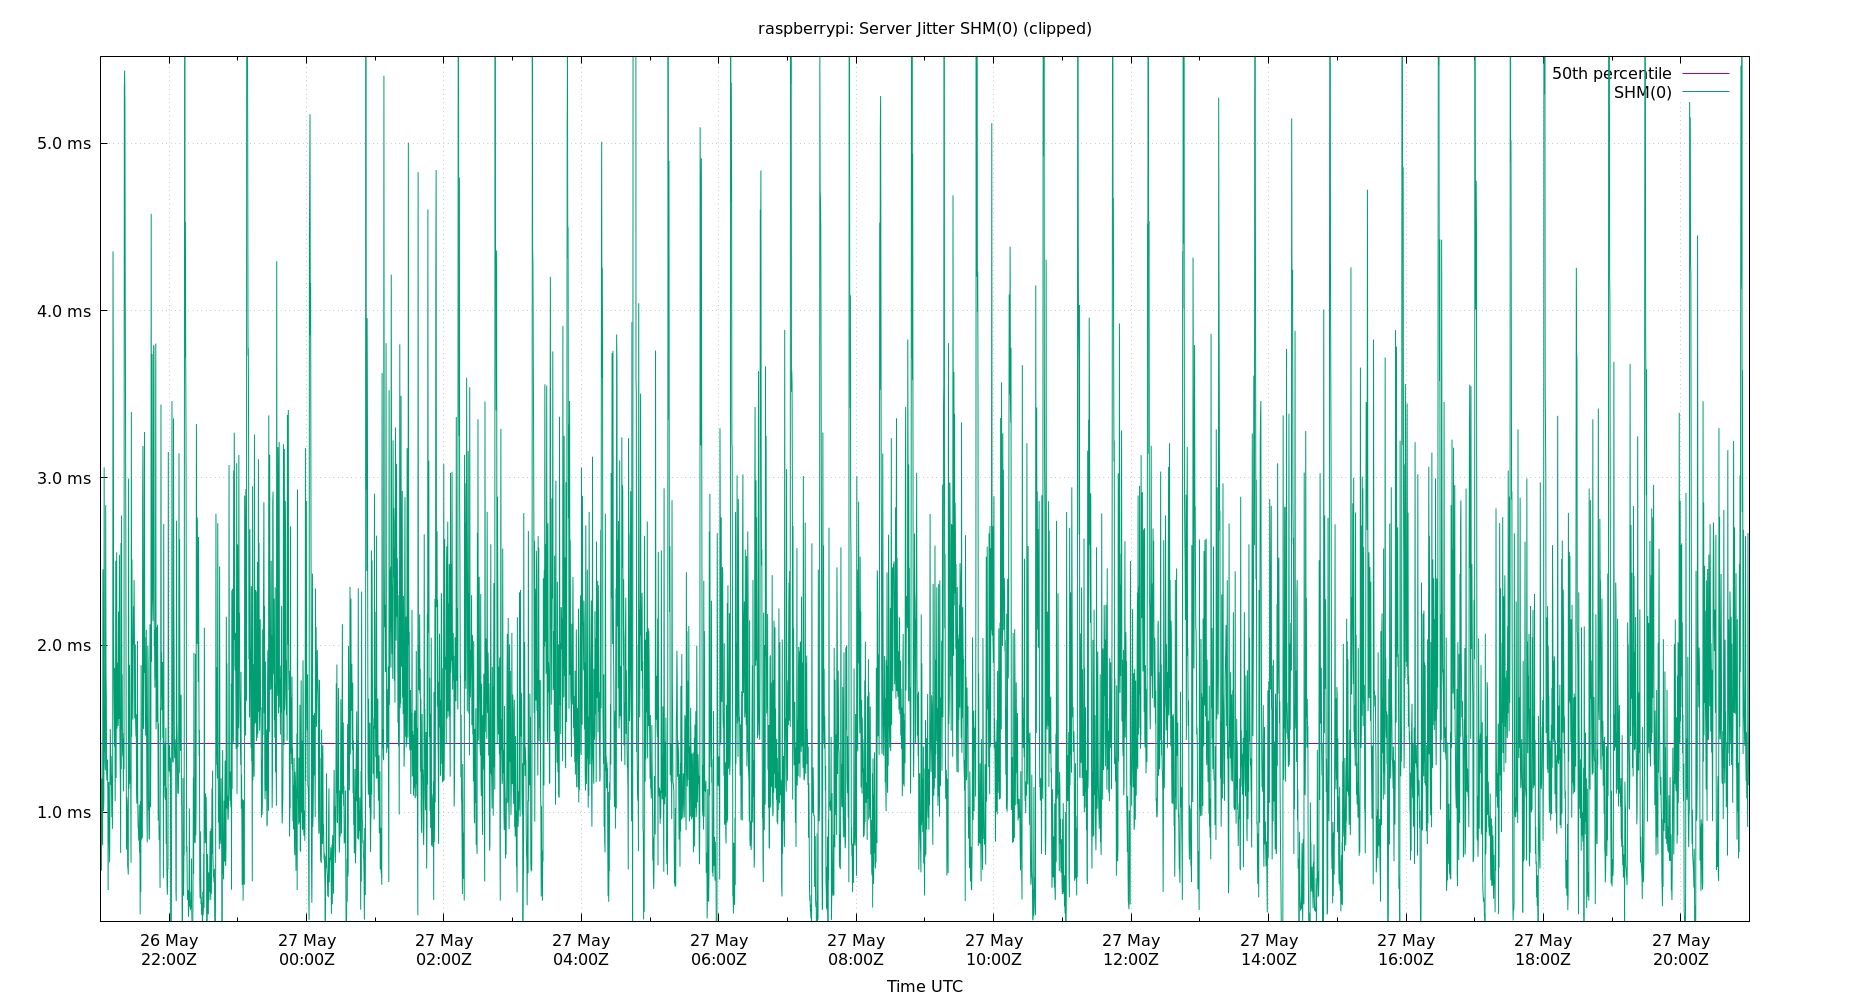 raspberrypi: Server Jitter SHM(0) (clipped)
50th percentile
SHM(0)
5.0 ms
4.0 ms
3.0 ms
2.0 ms
1.0 ms
26 May 27 May 27 May 27 May 27 May 27 May 27 May 27 May 27 May 27 May 27 May 27 May
22:00Z 00:00Z 02:00Z 04:00Z 06:00Z 08:00Z 10:00Z 12:00Z 14:00Z 16:00Z 18:00Z 20:00Z
Time UTC